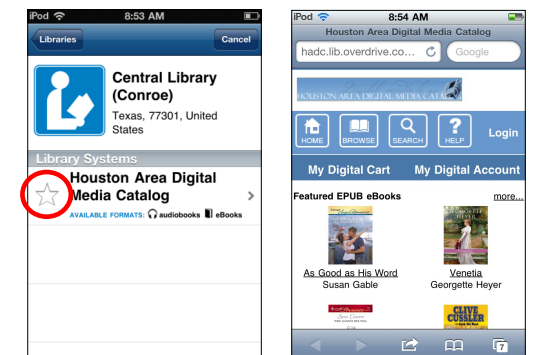 iPod 8:53 AM
Libraries Cancel
Central Library
(Conroe)
Texas, 77301, United
States
Library Systems
Houston Area Digital
Media Catalog
AVAILABLE FORMATS: audiobooks eBooks
iPod 8:54 AM
Houston Area Digital Media Catalog
hadc.lib.overdrive.co... Google
HOUSTON AREA DIGITAL MEDIA CATAL
HOME BROWSE SEARCH HELP Login
My Digital Cart My Digital Account
Featured EPUB eBooks more...
GEORGETTE
HEYER
As Good as His Word Venetia
Susan Gable Georgette Heyer
CLIVE
CUSSLER
7